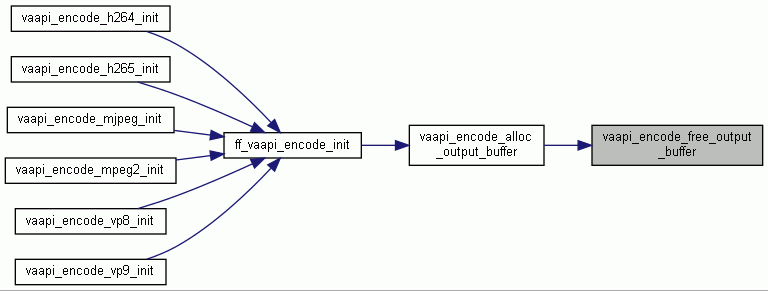 vaapi_encode_h264_init
vaapi_encode_h265_init
vaapi_encode_mjpeg_init
vaapi_encode_mpeg2_init
vaapi_encode_vp8_init
vaapi_encode_vp9_init
ff_vaapi_encode_init
vaapi_encode_alloc
_output_buffer
vaapi_encode_free_output
_buffer